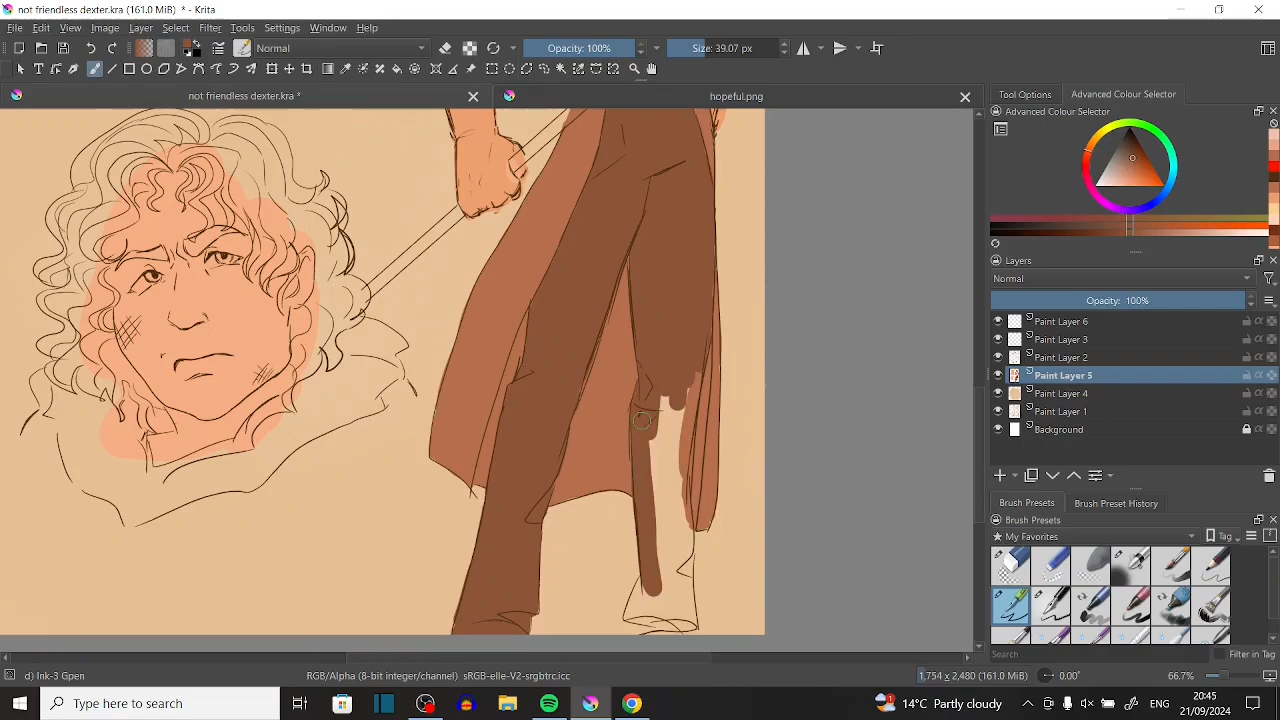 not friendless dexter.kra (161.0 MiB) * - Krita
File Edit View Image Layer Select Filter Tools Settings Window Help
Normal Opacity: 100% Size: 39.07 px
not friendless dexter.kra * hopeful.png
Tool Options Advanced Colour Selector
Advanced Colour Selector
Layers
Normal
Opacity: 100%
Paint Layer 6
Paint Layer 3
Paint Layer 2
Paint Layer 5
Paint Layer 4
Paint Layer 1
Background
Brush Presets Brush Preset History
Brush Presets
My Favorites Tag
Search Filter in Tag
d) Ink-3 Gpen RGB/Alpha (8-bit integer/channel) sRGB-elle-V2-srgbtrc.icc 1,754 x 2,480 (161.0 MiB) 0.00° 66.7%
Type here to search 1 14°C Partly cloudy 20:45
21/09/2024